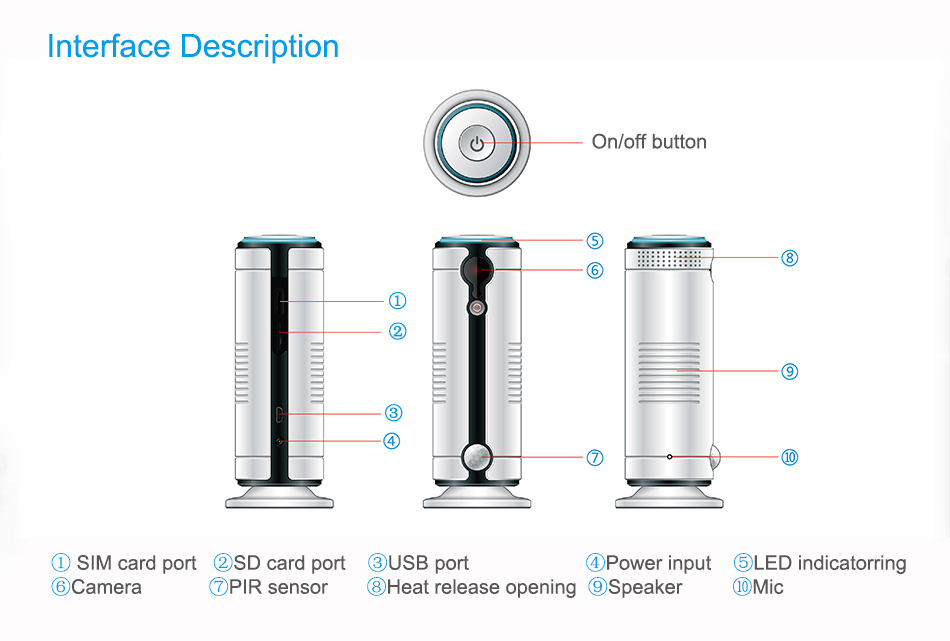 Interface Description
On/off button
⑤
⑧
⑥
①
②
⑨
③
④
⑦
⑩
① SIM card port ②SD card port ③USB port ④Power input ⑤LED indicatorring
⑥Camera ⑦PIR sensor ⑧Heat release opening ⑨Speaker ⑩Mic